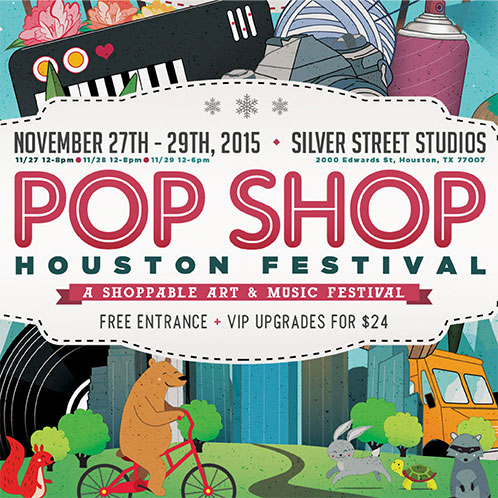 NOVEMBER 27TH - 29TH, 2015 • SILVER STREET STUDIOS
11/27 12-8pm • 11/28 12-8pm • 11/29 12-6pm 2000 Edwards St, Houston, TX 77007
POP SHOP
HOUSTON FESTIVAL
A SHOPPABLE ART & MUSIC FESTIVAL
FREE ENTRANCE + VIP UPGRADES FOR $24